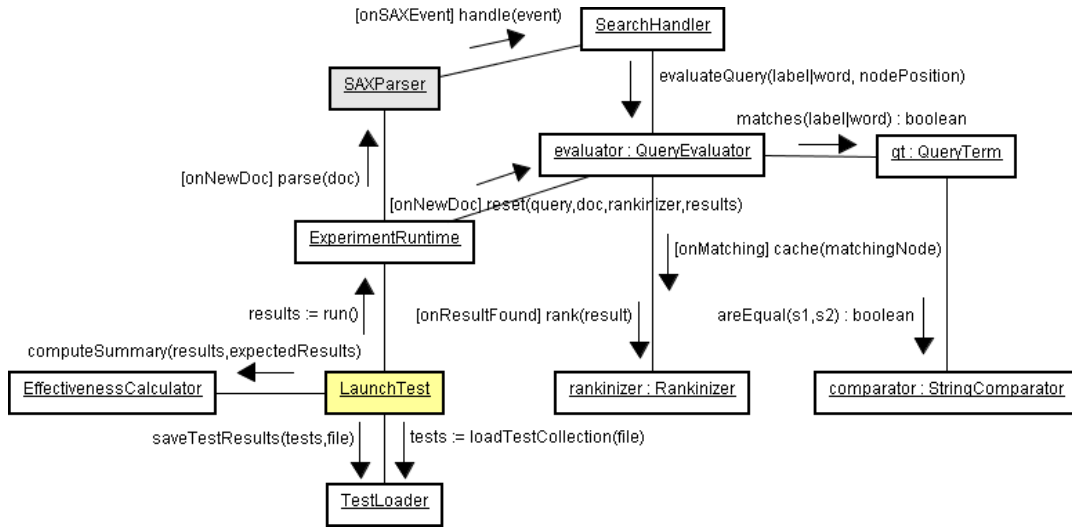 [onSAXEvent] handle(event)
SearchHandler
SAXParser
evaluateQuery(label|word, nodePosition)
matches(label|word) : boolean
evaluator : QueryEvaluator
qt : QueryTerm
[onNewDoc] parse(doc)
[onNewDoc] reset(query,doc,rankinizer,results)
ExperimentRuntime
[onMatching] cache(matchingNode)
results := run()
[onResultFound] rank(result)
areEqual(s1,s2) : boolean
computeSummary(results,expectedResults)
EffectivenessCalculator
LaunchTest
rankinizer : Rankinizer
comparator : StringComparator
saveTestResults(tests,file)
tests := loadTestCollection(file)
TestLoader